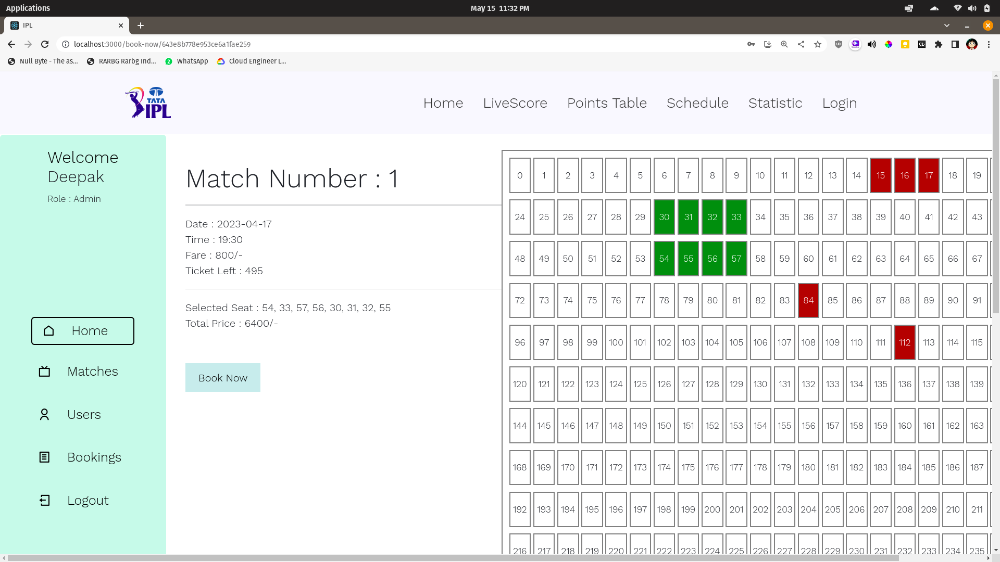 Applications
May 15 11:32 PM
IPL
localhost:3000/book-now/643e8b778e953ce6a1fae259
Null Byte - The as...
RARBG Rarbg Ind...
2
WhatsApp
Cloud Engineer L...
TATA
IPL
Home
LiveScore
Points Table
Schedule
Statistic
Login
Welcome
Deepak
Role : Admin
Home
Matches
Users
Bookings
Logout
Match Number : 1
Date : 2023-04-17
Time : 19:30
Fare : 800/-
Ticket Left : 495
Selected Seat : 54, 33, 57, 56, 30, 31, 32, 55
Total Price : 6400/-
Book Now
0 1 2 3 4 5 6 7 8 9 10 11 12 13 14 15 16 17 18 19
24 25 26 27 28 29 30 31 32 33 34 35 36 37 38 39 40 41 42 43
48 49 50 51 52 53 54 55 56 57 58 59 60 61 62 63 64 65 66 67
72 73 74 75 76 77 78 79 80 81 82 83 84 85 86 87 88 89 90 91
96 97 98 99 100 101 102 103 104 105 106 107 108 109 110 111 112 113 114 115
120 121 122 123 124 125 126 127 128 129 130 131 132 133 134 135 136 137 138 139
144 145 146 147 148 149 150 151 152 153 154 155 156 157 158 159 160 161 162 163
168 169 170 171 172 173 174 175 176 177 178 179 180 181 182 183 184 185 186 187
192 193 194 195 196 197 198 199 200 201 202 203 204 205 206 207 208 209 210 211
216 217 218 219 220 221 222 223 224 225 226 227 228 229 230 231 232 233 234 235